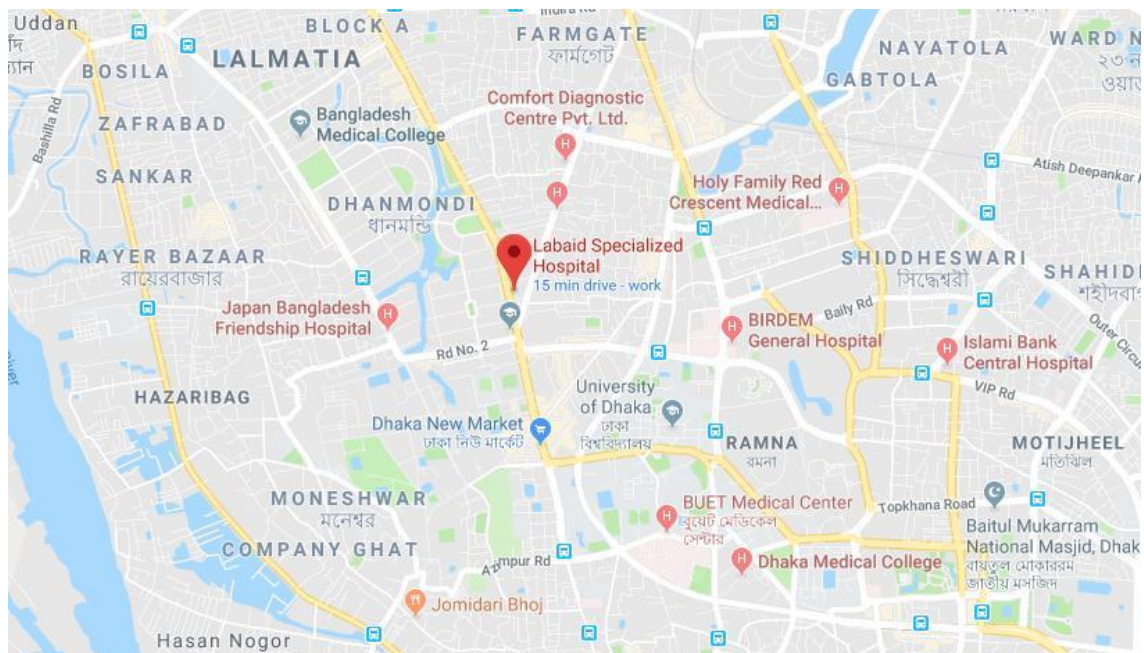 Uddan
BLOCK A
FARMGATE
ফার্মগেট
NAYATOLA
WARD N
২৩ ন
ওয়া
LALMATIA
BOSILA
GABTOLA
Bashilla Rd
Bangladesh
Medical College
Comfort Diagnostic
Centre Pvt. Ltd.
ZAFRABAD
Atish Deepankar
SANKAR
Holy Family Red
Crescent Medical...
DHANMONDI
ধানমন্ডি
Labaid Specialized
Hospital
15 min drive - work
RAYER BAZAAR
রায়েরবাজার
SHIDDHESWARI
সিদ্ধেশ্বরী
Japan Bangladesh
Friendship Hospital
Baily Rd
BIRDEM
General Hospital
Outer Circu
Islami Bank
Central Hospital
Rd No. 2
VIP Rd
HAZARIBAG
University
of Dhaka
ঢাকা
বিশ্ববিদ্যালয়
Dhaka New Market
ঢাকা নিউ মার্কেট
RAMNA
রমনা
MOTIJHEEL
মতিঝিল
MONESHWAR
মনেশ্বর
BUET Medical Center
বুয়েট মেডিকেল
সেন্টার
Topkhana Road
Baitul Mukarram
National Masjid, Dhak
বায়তুল মোকাররম
জাতীয় মসজিদ
COMPANY GHAT
Azimpur Rd
Dhaka Medical College
Jomidari Bhoj
Hasan Nogor